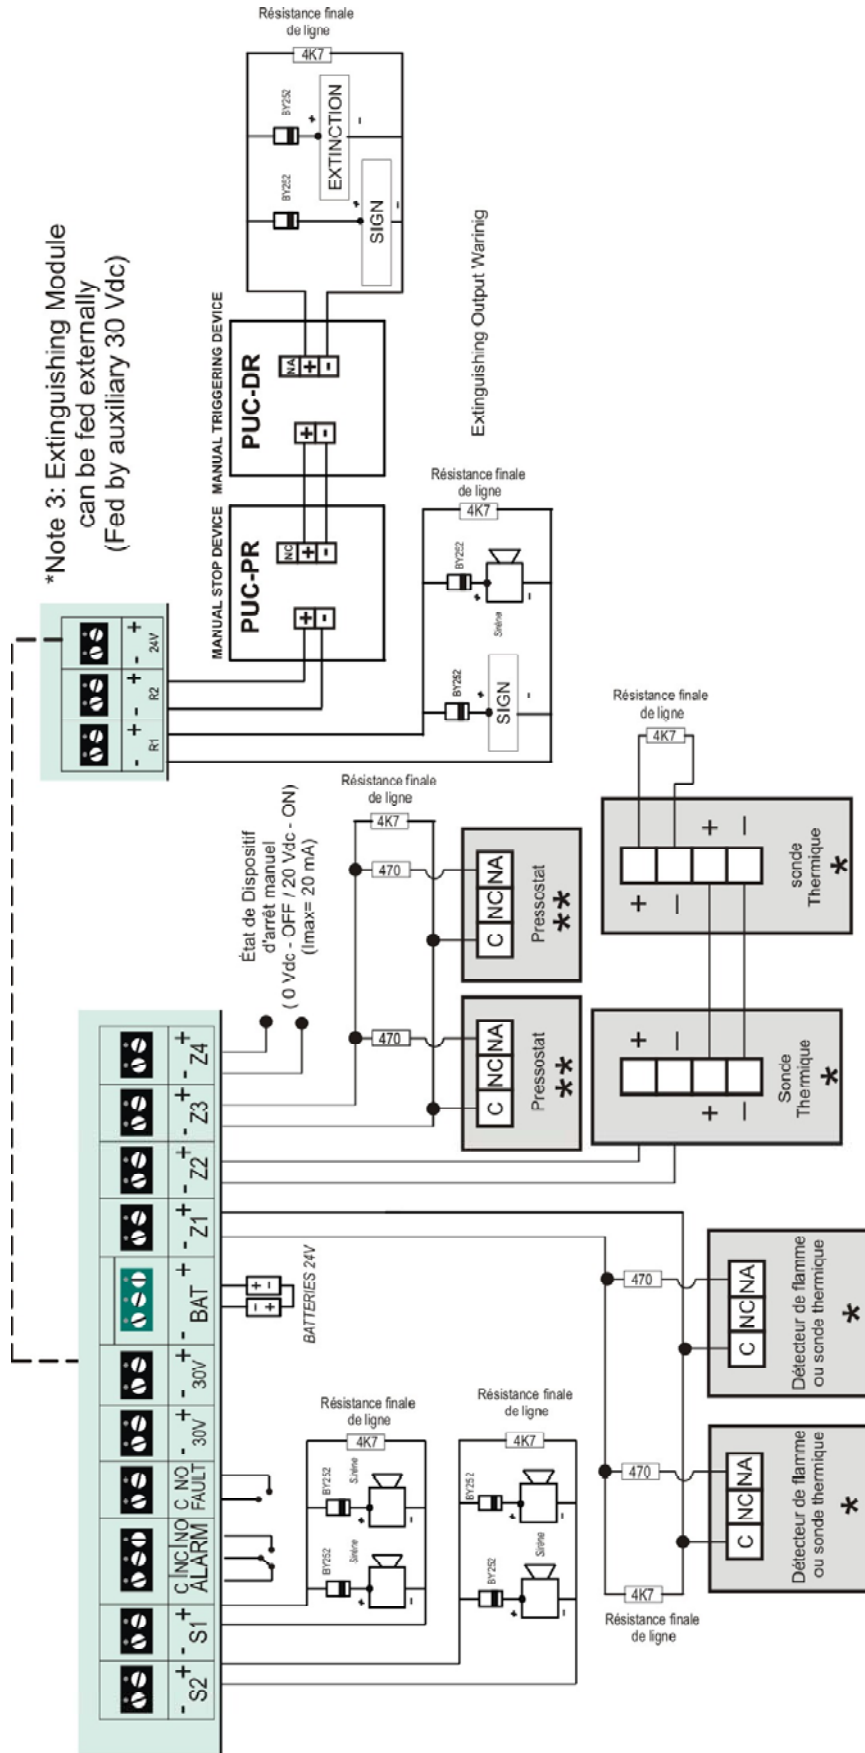 Résistance finale
de ligne
4K7
BY252
+
-
EXTINCTION
BY252
+
-
SIGN
*Note 3: Extinguishing Module
can be fed externally
(Fed by auxiliary 30 Vdc)
MANUAL TRIGGERING DEVICE
PUC-DR
NA
+
-
+
-
MANUAL STOP DEVICE
PUC-PR
NC
+
-
+
-
Extinguishing Output Warinig
- + - + - +
R1 R2 24V
Résistance finale
de ligne
4K7
BY252
+
-
Sirène
BY252
+
-
SIGN
État de Dispositif
d'arrêt manuel
( 0 Vdc - OFF / 20 Vdc - ON)
(Imax= 20 mA)
Résistance finale
de ligne
4K7
470
C NC NA
Pressostat
**
470
C NC NA
Pressostat
**
Résistance finale
de ligne
4K7
+
-
+
-
sonde
Thermique
*
+
-
+
-
Sonde
Thermique
*
- S2 +
- S1 +
C NC NO
ALARM
C NO
FAULT
- 30V +
- 30V +
- BAT +
- Z1 +
- Z2 +
- Z3 +
- Z4 +
+ -
- +
BATTERIES 24V
Résistance finale
de ligne
4K7
BY252
Sirène
+
-
BY252
Sirène
+
-
Résistance finale
de ligne
4K7
BY252
+
-
BY252
Sirène
+
-
470
C NC NA
Détecteur de flamme
ou sonde thermique
*
470
C NC NA
Détecteur de flamme
ou sonde thermique
*
4K7
Résistance finale
de ligne